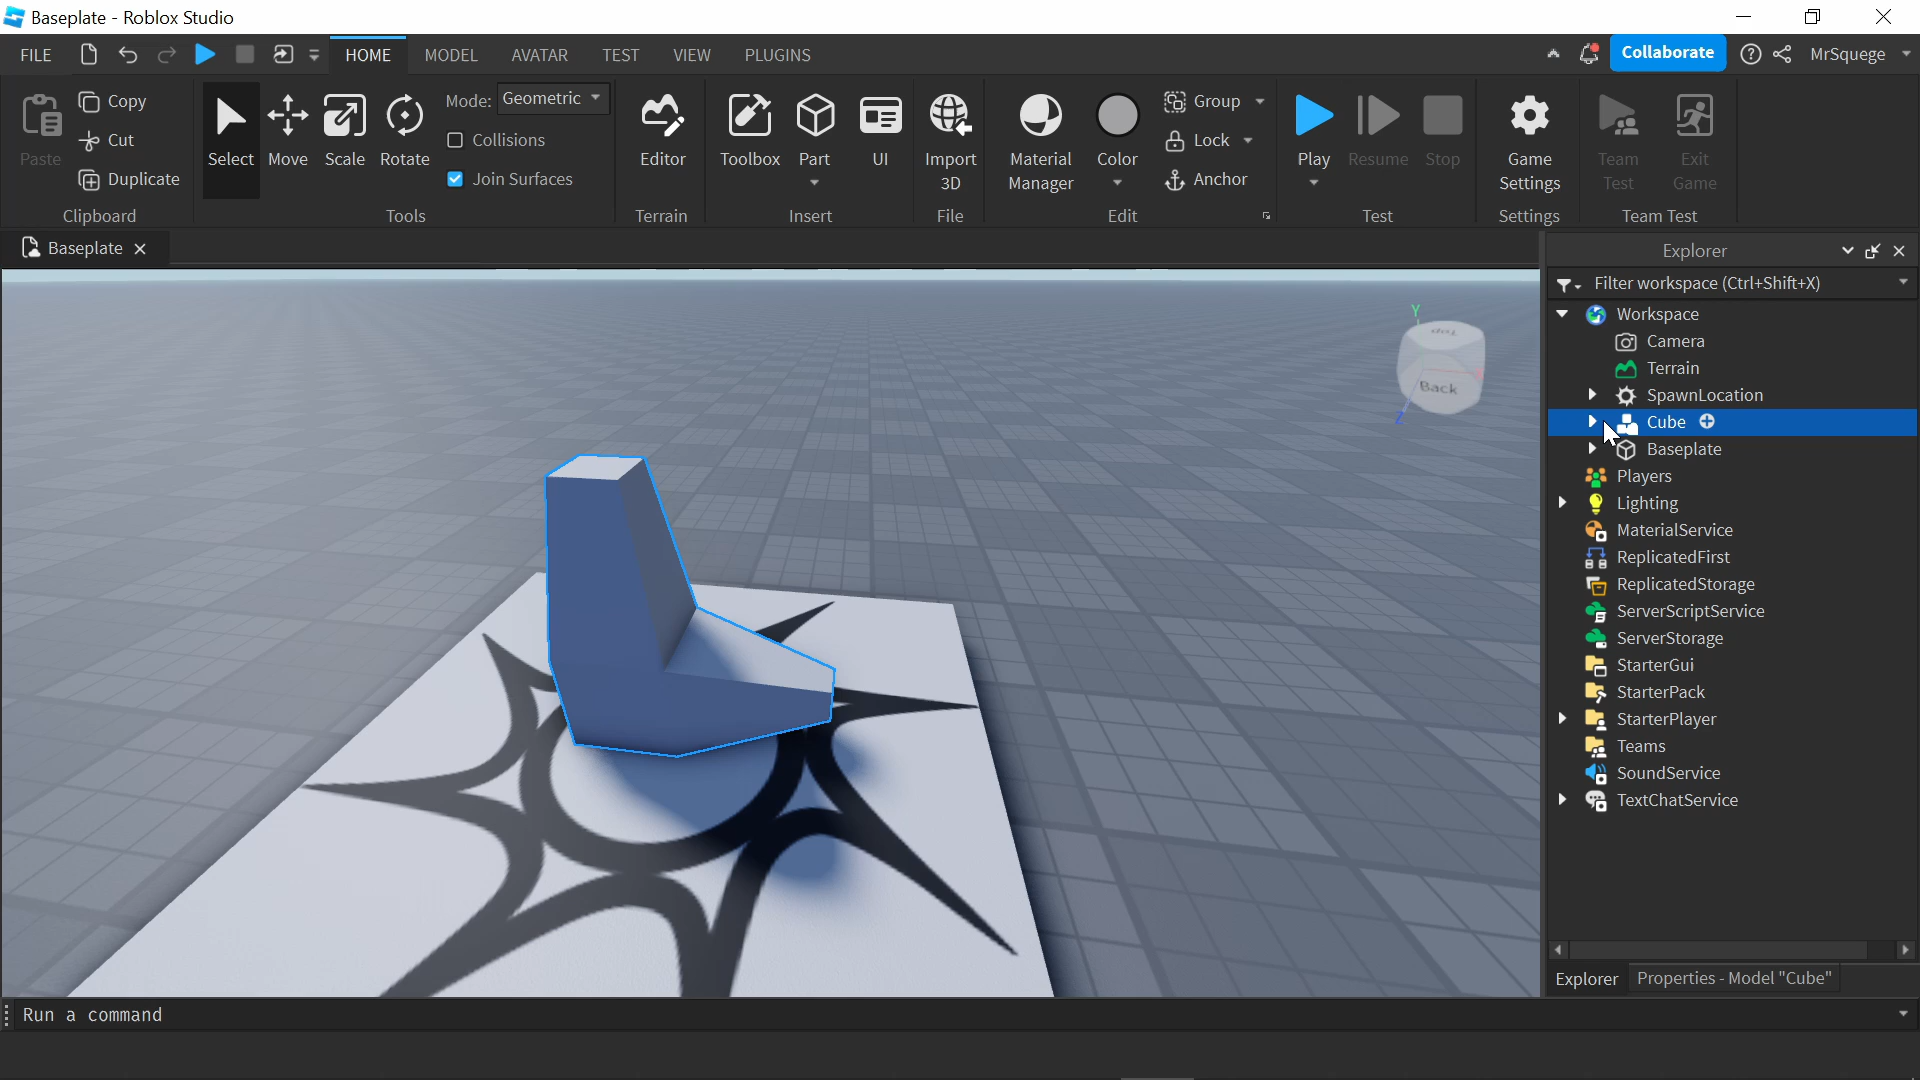 Baseplate - Roblox Studio
FILE HOME MODEL AVATAR TEST VIEW PLUGINS Collaborate MrSquege
Paste Copy Cut Duplicate
Clipboard
Select Move Scale Rotate
Mode: Geometric
Collisions
Join Surfaces
Tools
Editor
Terrain
Toolbox Part UI
Insert
Import 3D
File
Material Manager
Color
Group
Lock
Anchor
Edit
Play Resume Stop
Test
Game Settings
Settings
Team Test
Exit Game
Team Test
Baseplate
Explorer
Filter workspace (Ctrl+Shift+X)
Workspace
Camera
Terrain
SpawnLocation
Cube
Baseplate
Players
Lighting
MaterialService
ReplicatedFirst
ReplicatedStorage
ServerScriptService
ServerStorage
StarterGui
StarterPack
StarterPlayer
Teams
SoundService
TextChatService
Y
Top
Back
Z
Explorer Properties - Model "Cube"
Run a command